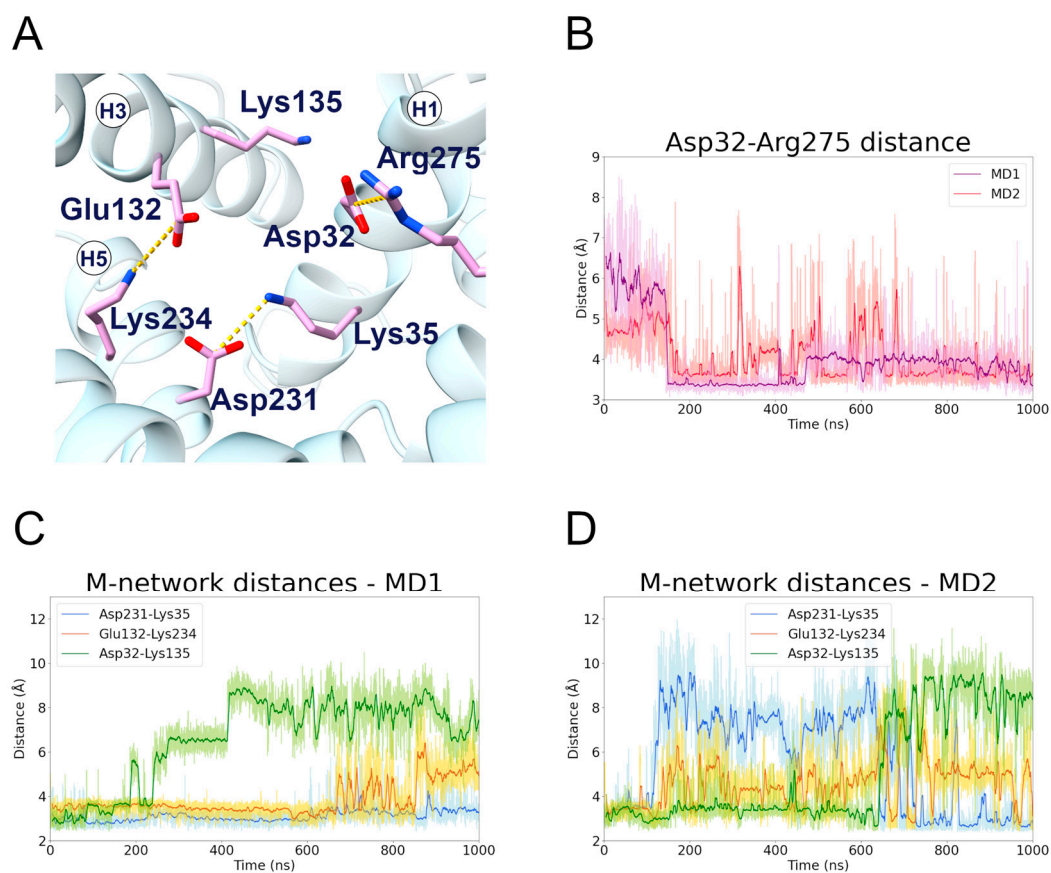 A
B
H3
Lys135
H1
Arg275
Glu132
Asp32
H5
Lys234
Lys35
Asp231
Asp32-Arg275 distance
MD1
MD2
Distance (Å)
9
8
7
6
5
4
3
200
400
600
800
1000
Time (ns)
C
D
M-network distances - MD1
Asp231-Lys35
Glu132-Lys234
Asp32-Lys135
Distance (Å)
12
10
8
6
4
2
0
200
400
600
800
1000
Time (ns)
M-network distances - MD2
Asp231-Lys35
Glu132-Lys234
Asp32-Lys135
Distance (Å)
12
10
8
6
4
2
200
400
600
800
1000
Time (ns)